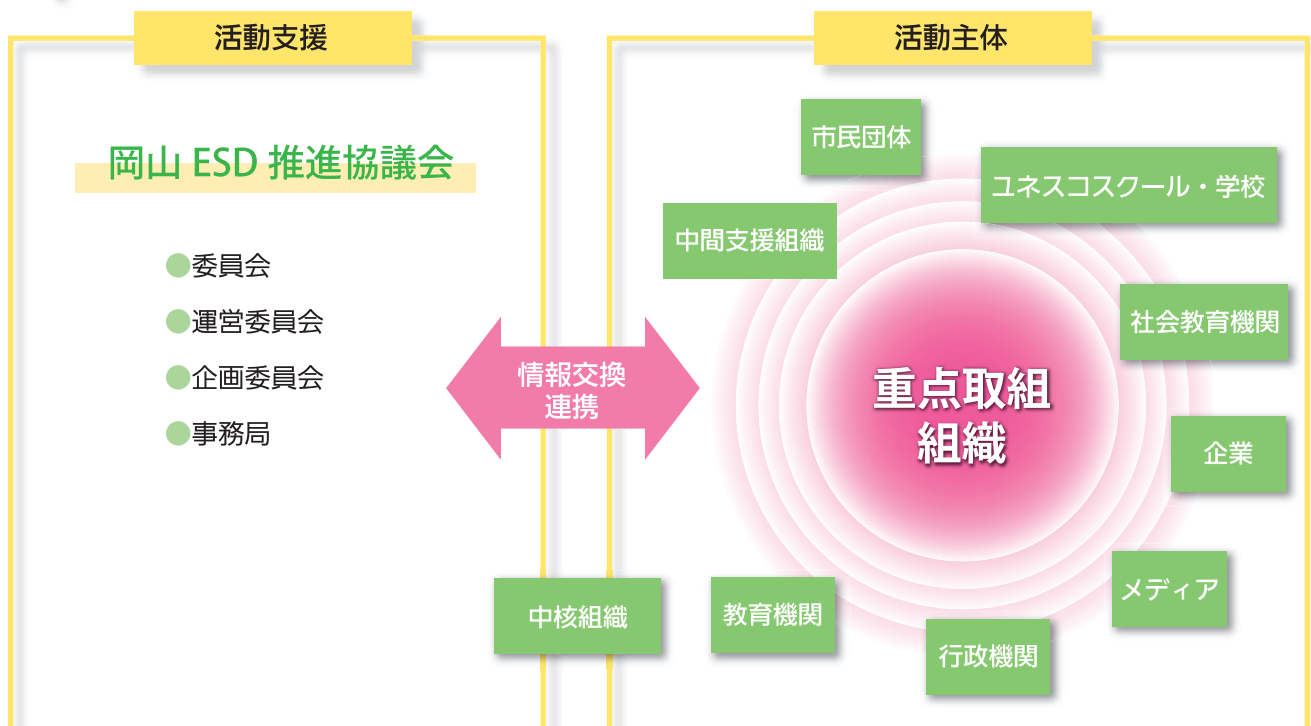 活動支援
岡山 ESD 推進協議会
●委員会
●運営委員会
●企画委員会
●事務局
情報交換
連携
中核組織
活動主体
市民団体
ユネスコスクール・学校
中間支援組織
社会教育機関
重点取組
組織
企業
メディア
教育機関
行政機関